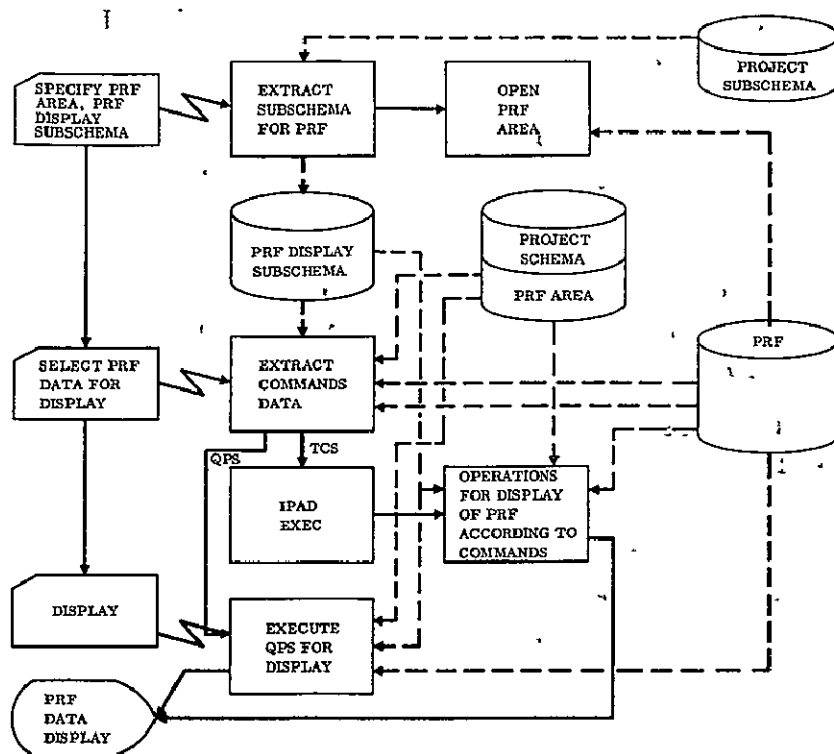 SPECIFY PRF
AREA, PRF
DISPLAY
SUBSCHEMA
EXTRACT
SUBSCHEMA
FOR PRF
OPEN
PRF
AREA
PROJECT
SUBSCHEMA
PRF DISPLAY
SUBSCHEMA
PROJECT
SCHEMA
PRF AREA
SELECT PRF
DATA FOR
DISPLAY
EXTRACT
COMMANDS
DATA
PRF
QPS
TCS
IPAD
EXEC
OPERATIONS
FOR DISPLAY
OF PRF
ACCORDING TO
COMMANDS
DISPLAY
EXECUTE
QPS FOR
DISPLAY
PRF
DATA
DISPLAY